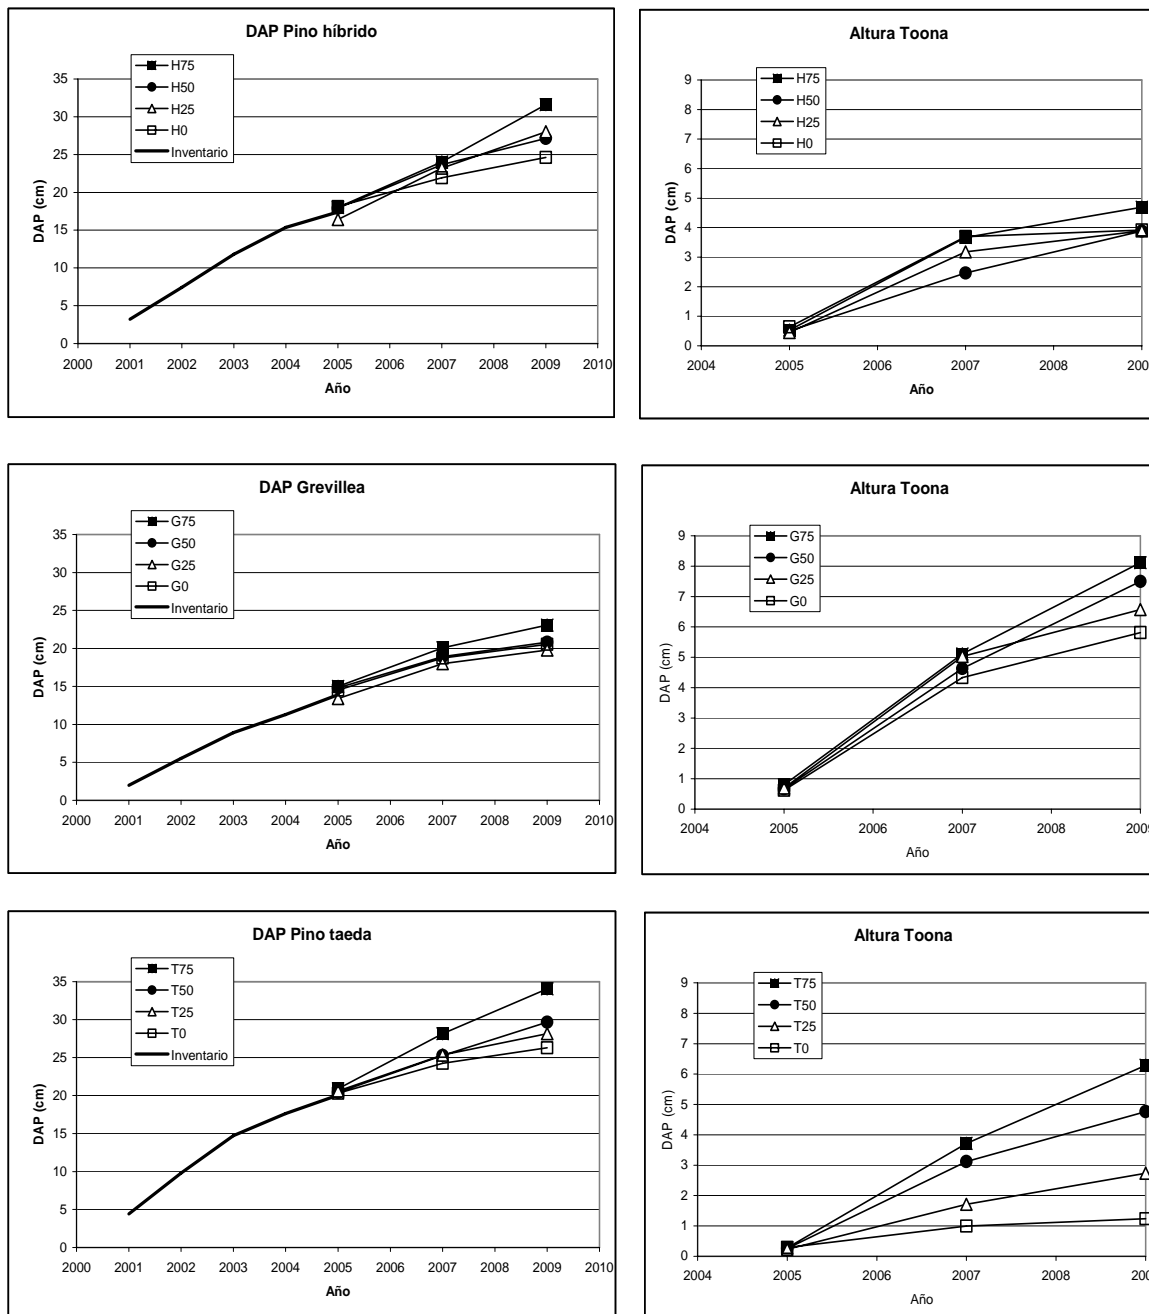 DAP Pino híbrido
H75
H50
H25
H0
Inventario
35
30
25
20
15
10
5
0
DAP (cm)
2000 2001 2002 2003 2004 2005 2006 2007 2008 2009 2010
Año
Altura Toona
H75
H50
H25
H0
9
8
7
6
5
4
3
2
1
0
DAP (cm)
2004 2005 2006 2007 2008 200
Año
DAP Grevillea
G75
G50
G25
G0
Inventario
35
30
25
20
15
10
5
0
DAP (cm)
2000 2001 2002 2003 2004 2005 2006 2007 2008 2009 2010
Año
Altura Toona
G75
G50
G25
G0
9
8
7
6
5
4
3
2
1
0
DAP (cm)
2004 2005 2006 2007 2008 2009
Año
DAP Pino taeda
T75
T50
T25
T0
Inventario
35
30
25
20
15
10
5
0
DAP (cm)
2000 2001 2002 2003 2004 2005 2006 2007 2008 2009 2010
Año
Altura Toona
T75
T50
T25
T0
9
8
7
6
5
4
3
2
1
0
DAP (cm)
2004 2005 2006 2007 2008 200
Año